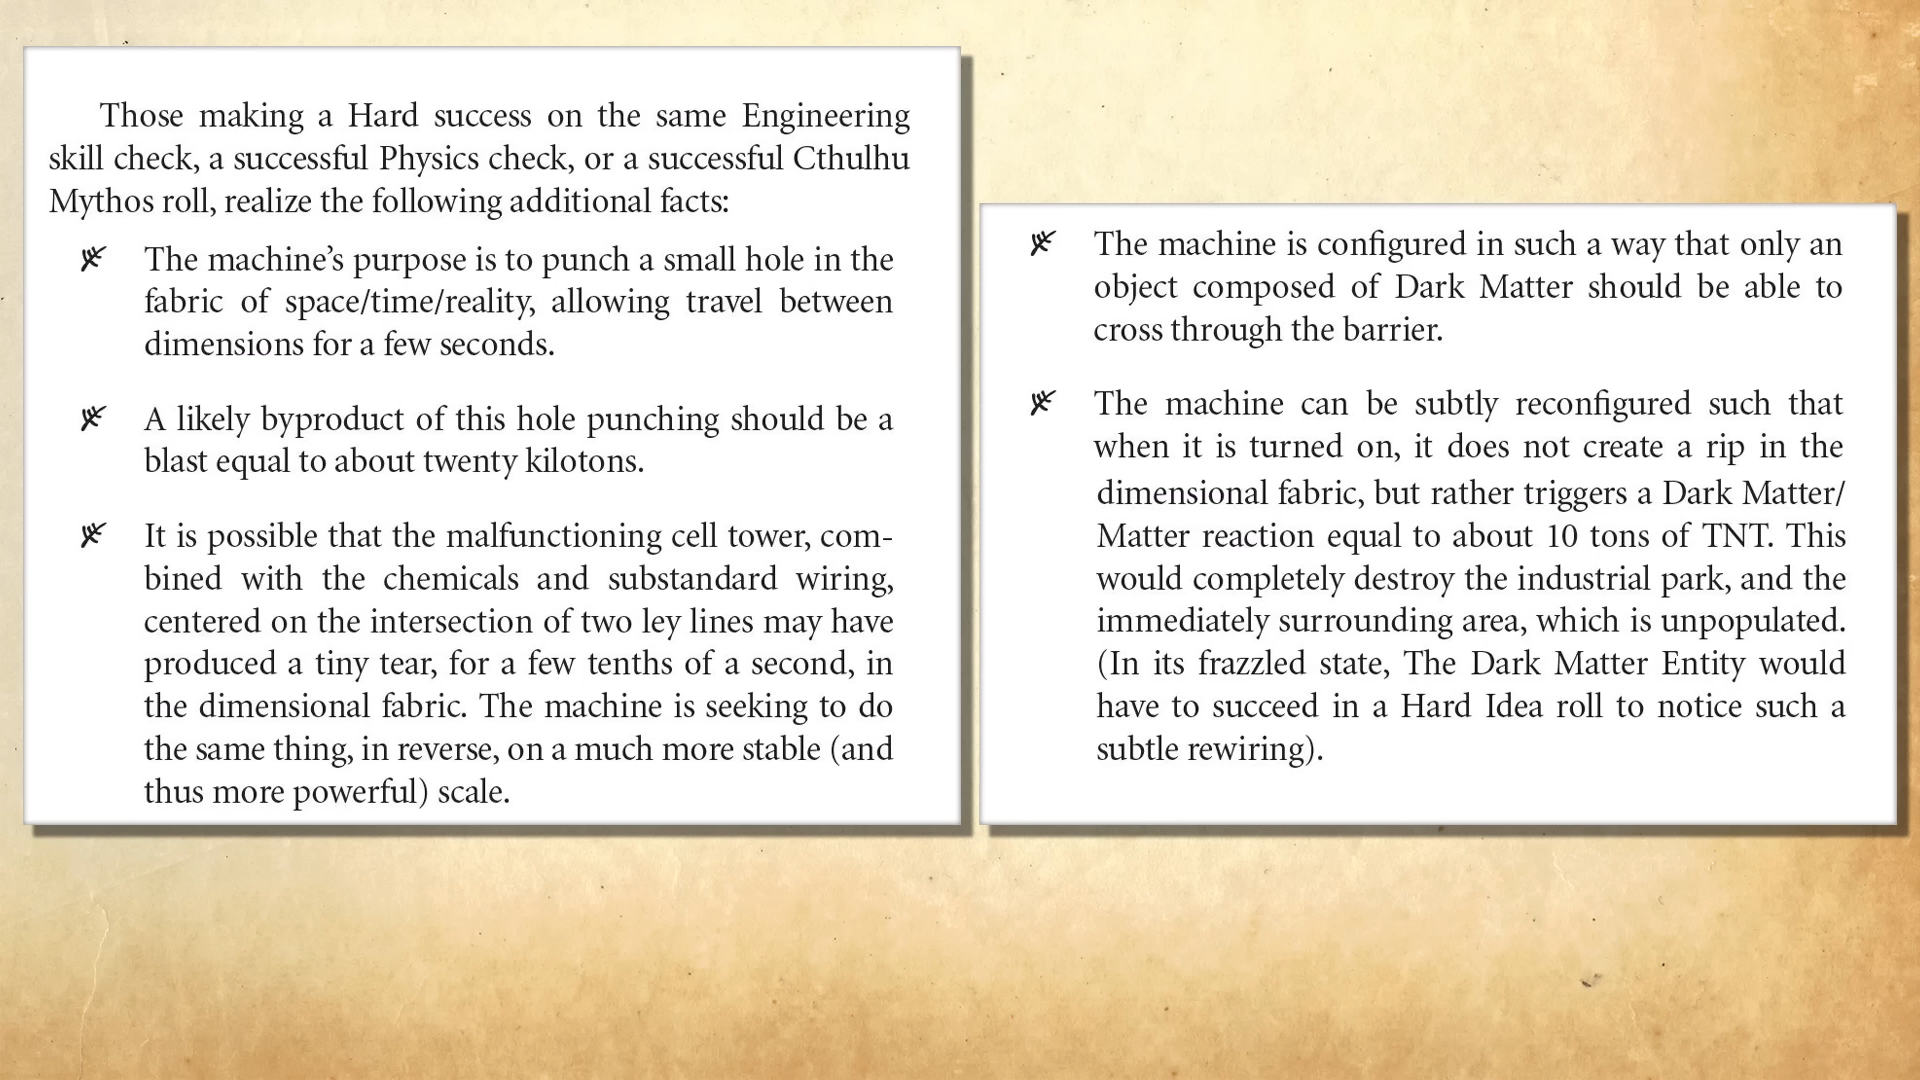 Those making a Hard success on the same Engineering
skill check, a successful Physics check, or a successful Cthulhu
Mythos roll, realize the following additional facts:
The machine’s purpose is to punch a small hole in the
fabric of space/time/reality, allowing travel between
dimensions for a few seconds.
A likely byproduct of this hole punching should be a
blast equal to about twenty kilotons.
It is possible that the malfunctioning cell tower, com-
bined with the chemicals and substandard wiring,
centered on the intersection of two ley lines may have
produced a tiny tear, for a few tenths of a second, in
the dimensional fabric. The machine is seeking to do
the same thing, in reverse, on a much more stable (and
thus more powerful) scale.
The machine is configured in such a way that only an
object composed of Dark Matter should be able to
cross through the barrier.
The machine can be subtly reconfigured such that
when it is turned on, it does not create a rip in the
dimensional fabric, but rather triggers a Dark Matter/
Matter reaction equal to about 10 tons of TNT. This
would completely destroy the industrial park, and the
immediately surrounding area, which is unpopulated.
(In its frazzled state, The Dark Matter Entity would
have to succeed in a Hard Idea roll to notice such a
subtle rewiring).